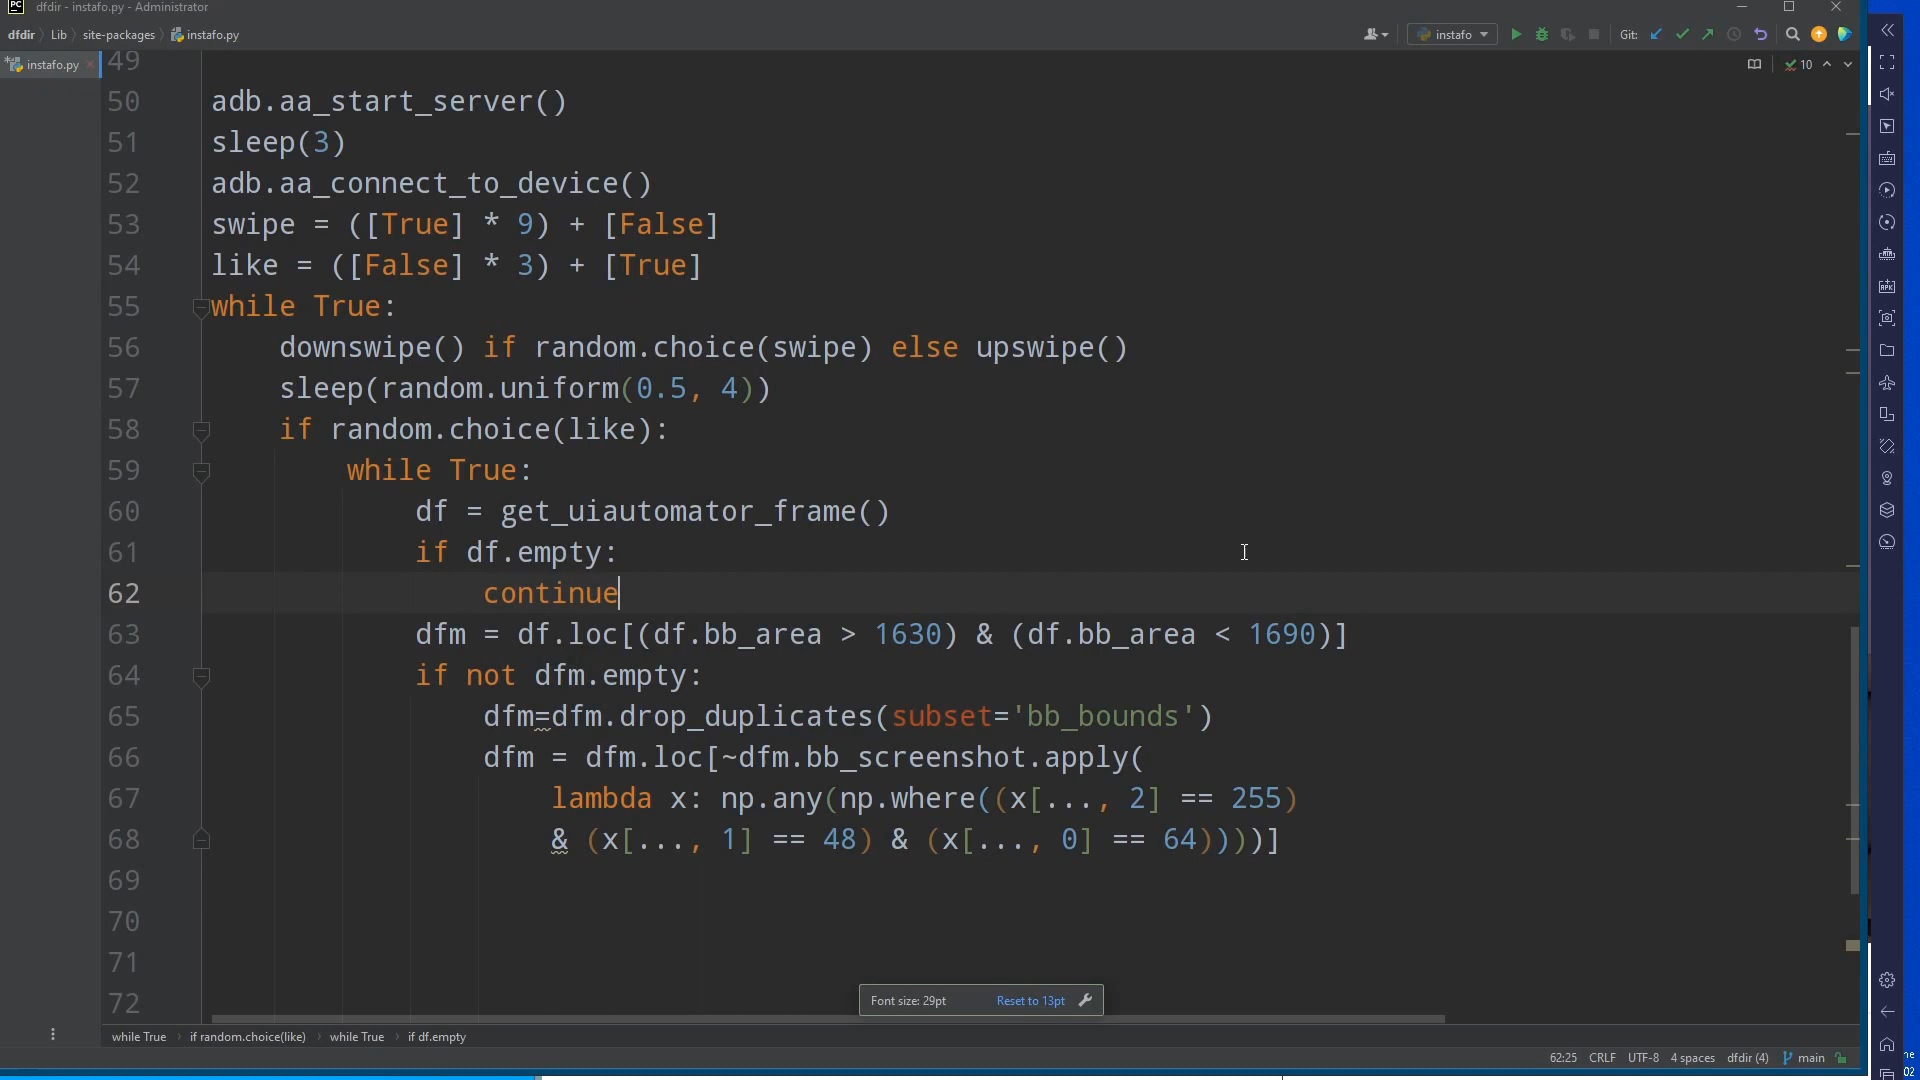 dfdir - instafo.py - Administrator
dfdir
Lib
site-packages
instafo.py
instafo
Git:
instafo.py
10
49
50 adb.aa_start_server()
51 sleep(3)
52 adb.aa_connect_to_device()
53 swipe = ([True] * 9) + [False]
54 like = ([False] * 3) + [True]
55 while True:
56 downswipe() if random.choice(swipe) else upswipe()
57 sleep(random.uniform(0.5, 4))
58 if random.choice(like):
59 while True:
60 df = get_uiautomator_frame()
61 if df.empty:
62 continue
63 dfm = df.loc[(df.bb_area > 1630) & (df.bb_area < 1690)]
64 if not dfm.empty:
65 dfm=dfm.drop_duplicates(subset='bb_bounds')
66 dfm = dfm.loc[~dfm.bb_screenshot.apply(
67 lambda x: np.any(np.where((x[..., 2] == 255)
68 & (x[..., 1] == 48) & (x[..., 0] == 64))))]
69
70
71
72
Font size: 29pt
Reset to 13pt
while True
if random.choice(like)
while True
if df.empty
62:25
CRLF
UTF-8
4 spaces
dfdir (4)
main